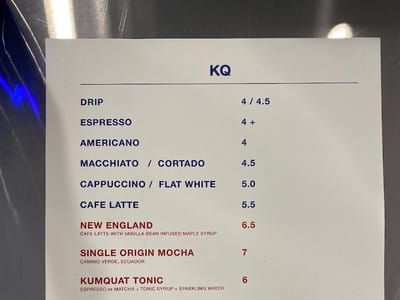 KQ
DRIP 4 / 4.5
ESPRESSO 4 +
AMERICANO 4
MACCHIATO / CORTADO 4.5
CAPPUCCINO / FLAT WHITE 5.0
CAFE LATTE 5.5
NEW ENGLAND 6.5
CAFE LATTE WITH VANILLA BEAN INFUSED MAPLE SYRUP
SINGLE ORIGIN MOCHA 7
CAMINO VERDE, ECUADOR
KUMQUAT TONIC 6
ESPRESSO or MATCHA + TONIC SYRUP + SPARKLING WATER